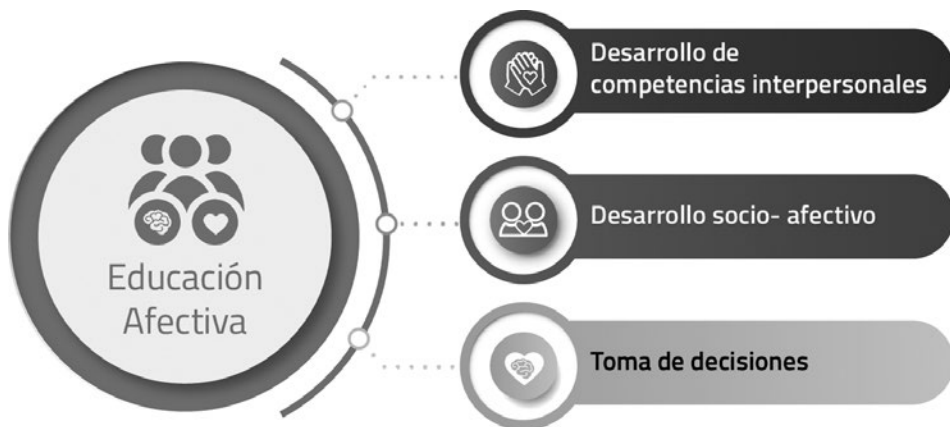 Educación
Afectiva
Desarrollo de
competencias interpersonales
Desarrollo socio- afectivo
Toma de decisiones